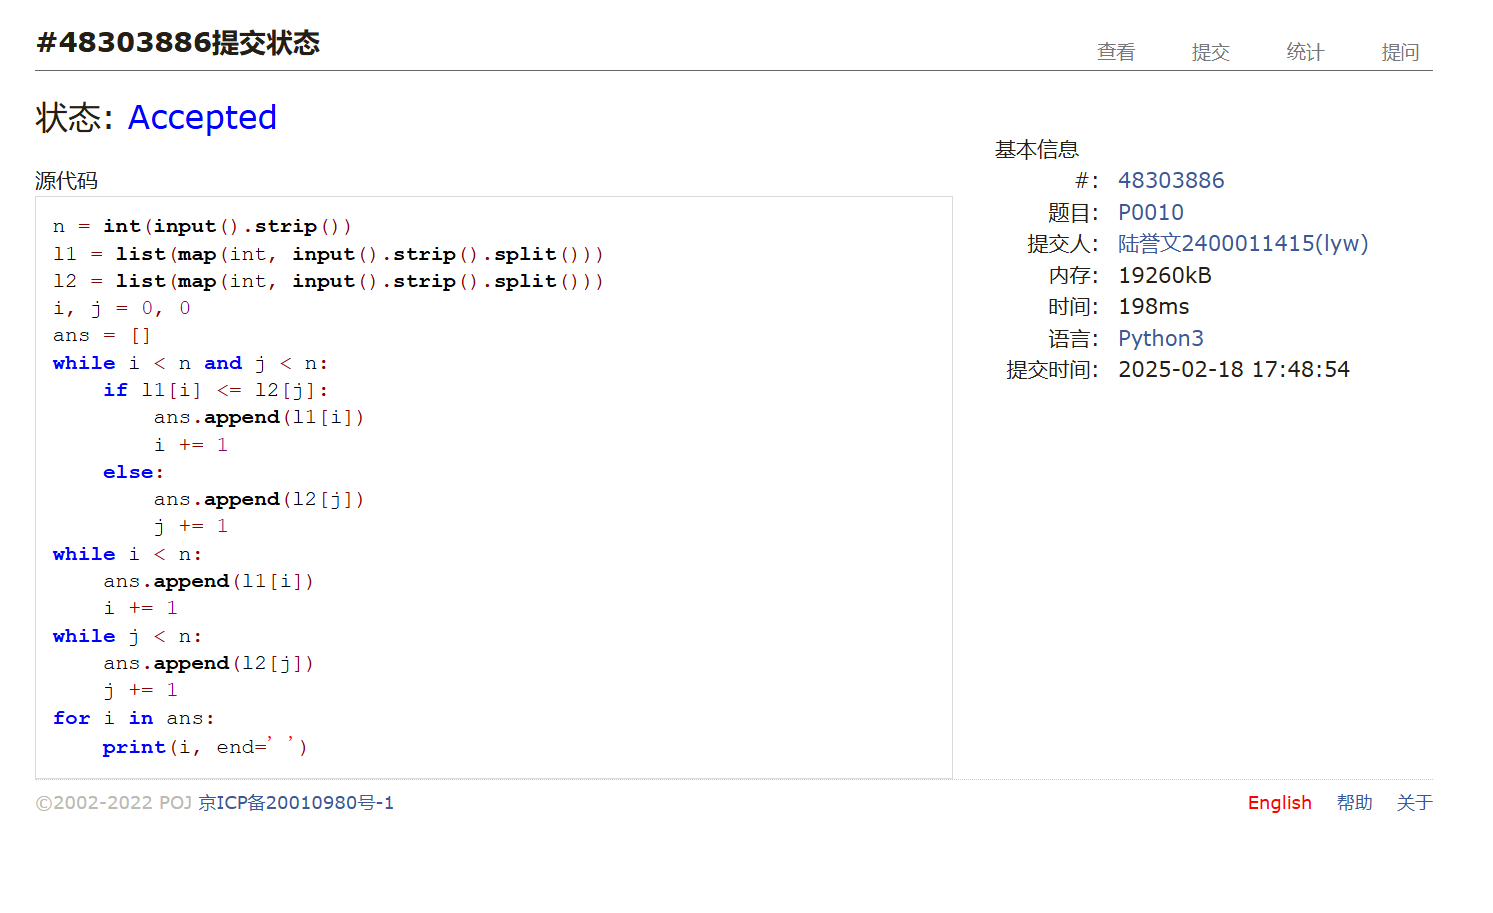 #48303886提交状态
查看 提交 统计 提问
状态: Accepted
源代码
n = int(input().strip())
l1 = list(map(int, input().strip().split()))
l2 = list(map(int, input().strip().split()))
i, j = 0, 0
ans = []
while i < n and j < n:
    if l1[i] <= l2[j]:
        ans.append(l1[i])
        i += 1
    else:
        ans.append(l2[j])
        j += 1
while i < n:
    ans.append(l1[i])
    i += 1
while j < n:
    ans.append(l2[j])
    j += 1
for i in ans:
    print(i, end=' ')
基本信息
#: 48303886
题目: P0010
提交人: 陆誉文2400011415(lyw)
内存: 19260kB
时间: 198ms
语言: Python3
提交时间: 2025-02-18 17:48:54
©2002-2022 POJ 京ICP备20010980号-1
English 帮助 关于